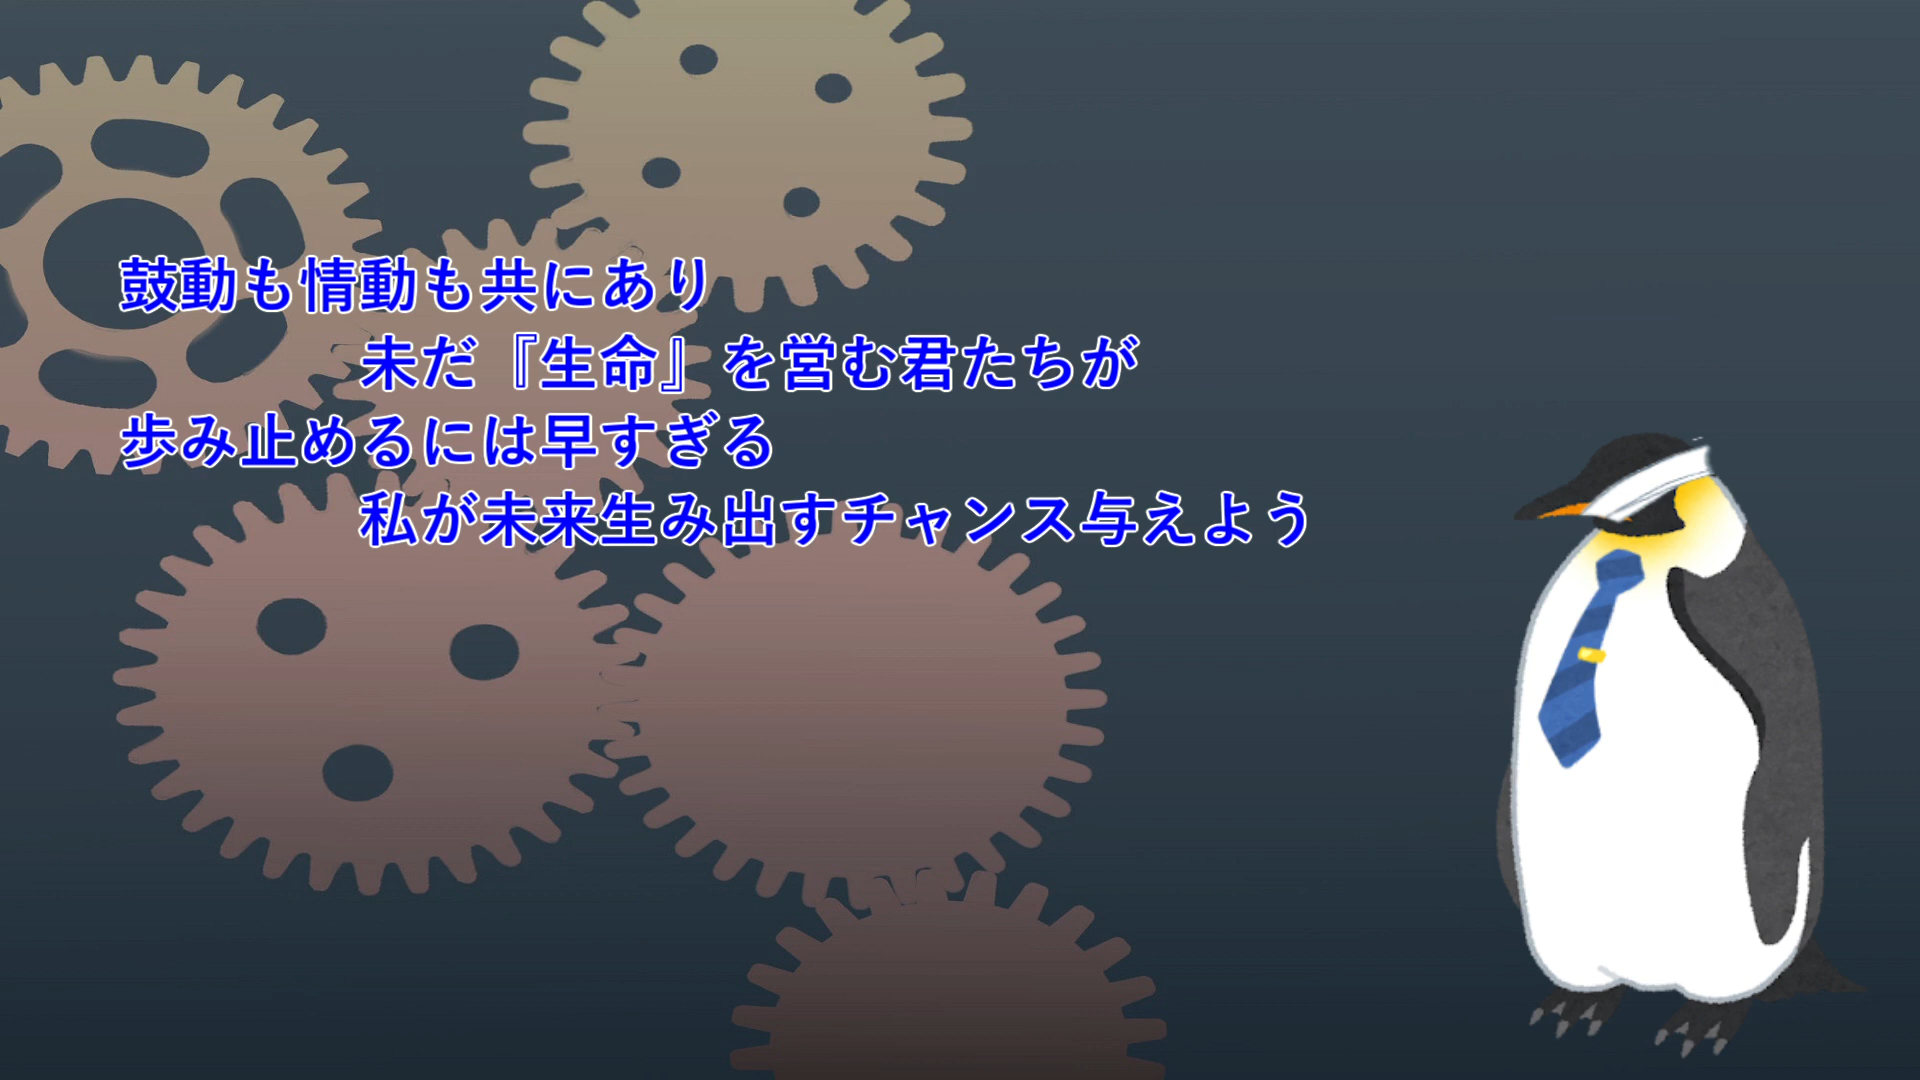 鼓動も情動も共にあり
未だ『生命』を営む君たちが
歩み止めるには早すぎる
私が未来生み出すチャンス与えよう